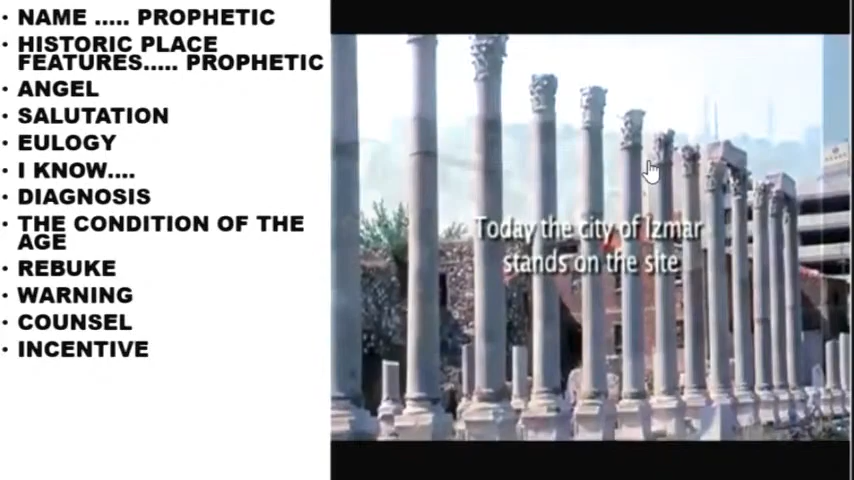 • NAME ..... PROPHETIC
• HISTORIC PLACE
FEATURES..... PROPHETIC
• ANGEL
• SALUTATION
• EULOGY
• I KNOW....
• DIAGNOSIS
• THE CONDITION OF THE
AGE
• REBUKE
• WARNING
• COUNSEL
• INCENTIVE
Today the city of Izmar
stands on the site